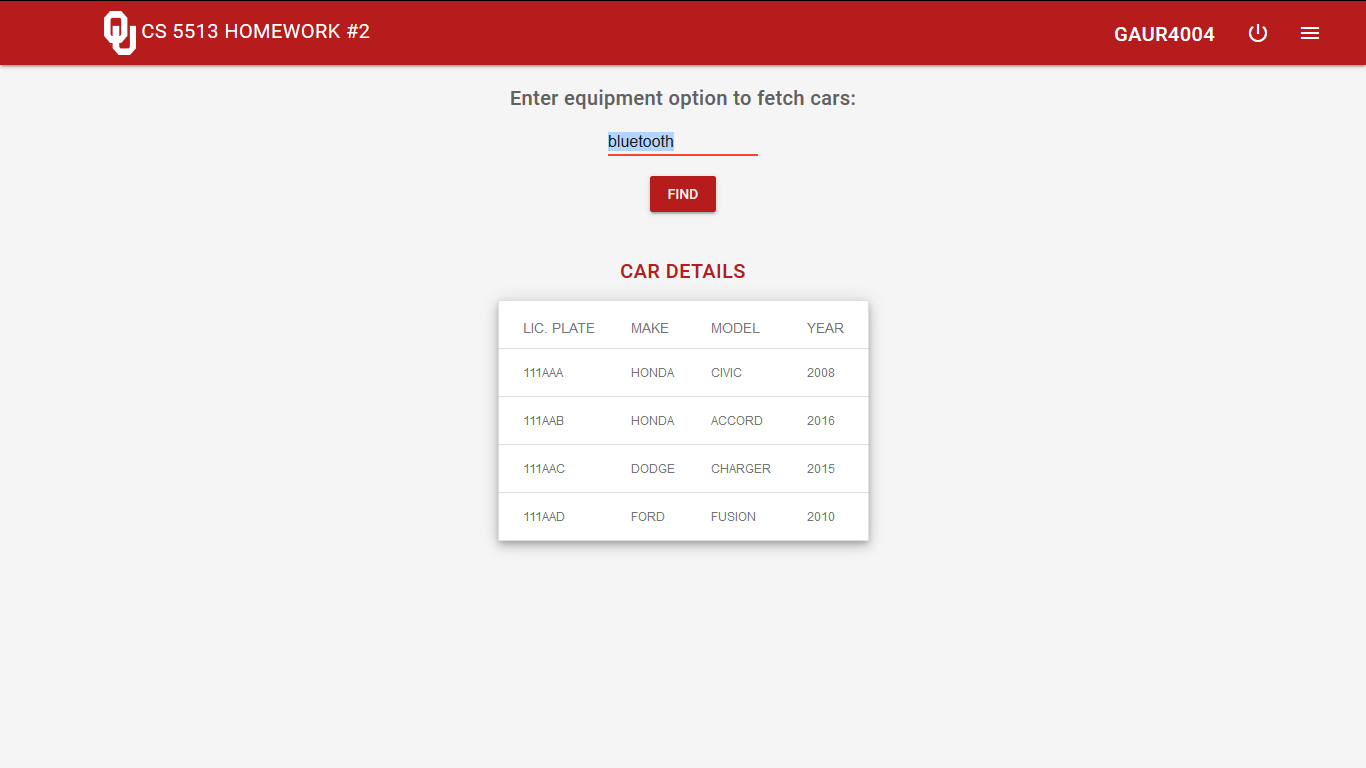 OU CS 5513 HOMEWORK #2 GAUR4004
Enter equipment option to fetch cars:
bluetooth
FIND
CAR DETAILS
LIC. PLATE MAKE MODEL YEAR
111AAA HONDA CIVIC 2008
111AAB HONDA ACCORD 2016
111AAC DODGE CHARGER 2015
111AAD FORD FUSION 2010